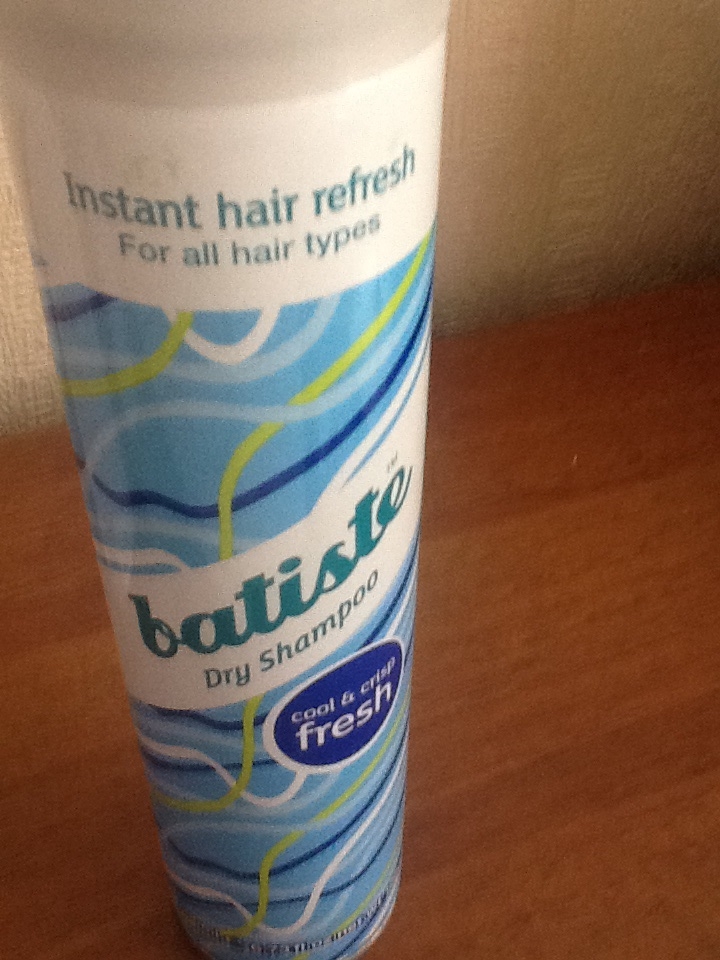 Instant hair refresh
For all hair types
batiste
Dry Shampoo
cool & crisp
fresh